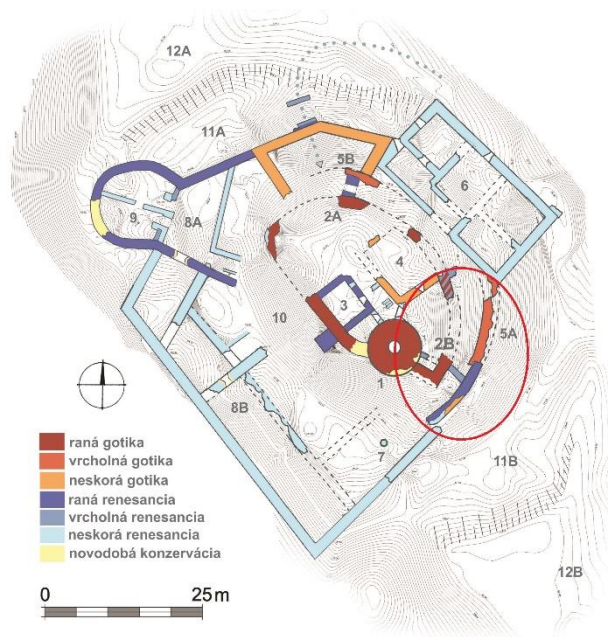 12A
11A
5B
6
2A
9
8A
4
3
10
5A
2B
1
8B
7
11B
12B
raná gotika
vrcholná gotika
neskorá gotika
raná renesancia
vrcholná renesancia
neskorá renesancia
novodobá konzervácia
0 25m